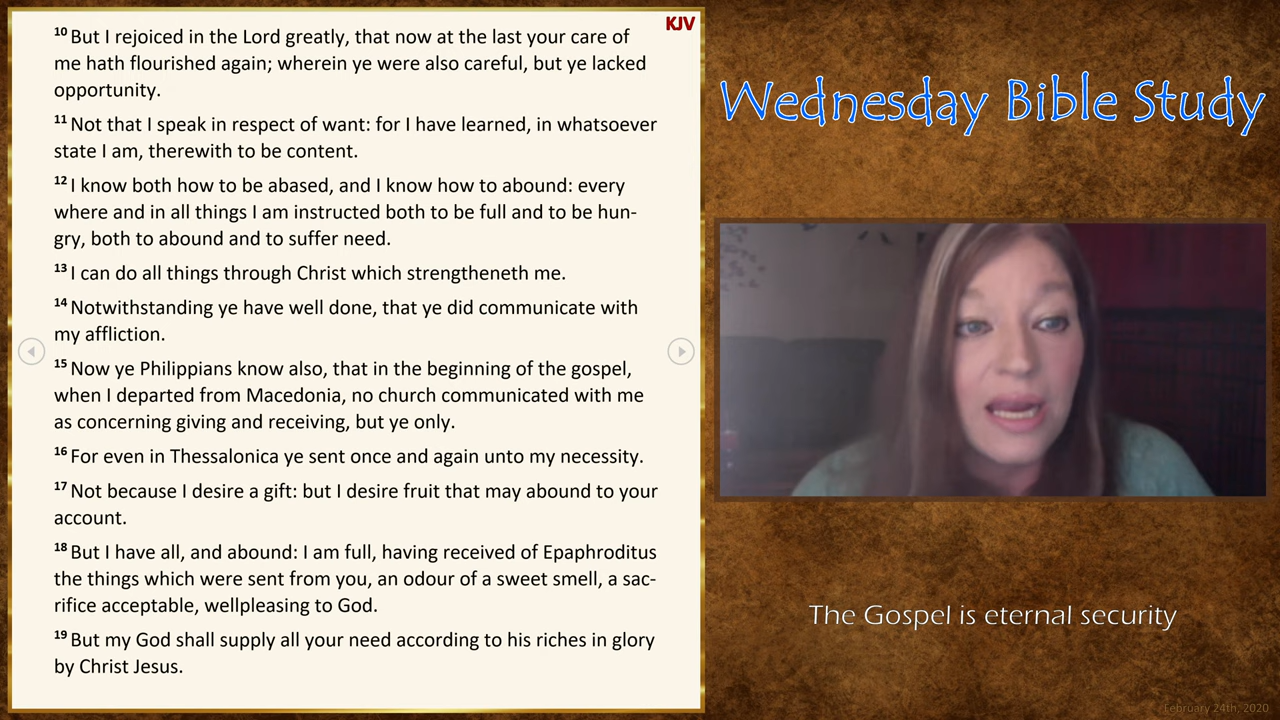 KJV
10 But I rejoiced in the Lord greatly, that now at the last your care of
me hath flourished again; wherein ye were also careful, but ye lacked
opportunity.
11 Not that I speak in respect of want: for I have learned, in whatsoever
state I am, therewith to be content.
12 I know both how to be abased, and I know how to abound: every
where and in all things I am instructed both to be full and to be hun-
gry, both to abound and to suffer need.
13 I can do all things through Christ which strengtheneth me.
14 Notwithstanding ye have well done, that ye did communicate with
my affliction.
15 Now ye Philippians know also, that in the beginning of the gospel,
when I departed from Macedonia, no church communicated with me
as concerning giving and receiving, but ye only.
16 For even in Thessalonica ye sent once and again unto my necessity.
17 Not because I desire a gift: but I desire fruit that may abound to your
account.
18 But I have all, and abound: I am full, having received of Epaphroditus
the things which were sent from you, an odour of a sweet smell, a sac-
rifice acceptable, wellpleasing to God.
19 But my God shall supply all your need according to his riches in glory
by Christ Jesus.
Wednesday Bible Study
The Gospel is eternal security
February 24th, 2020